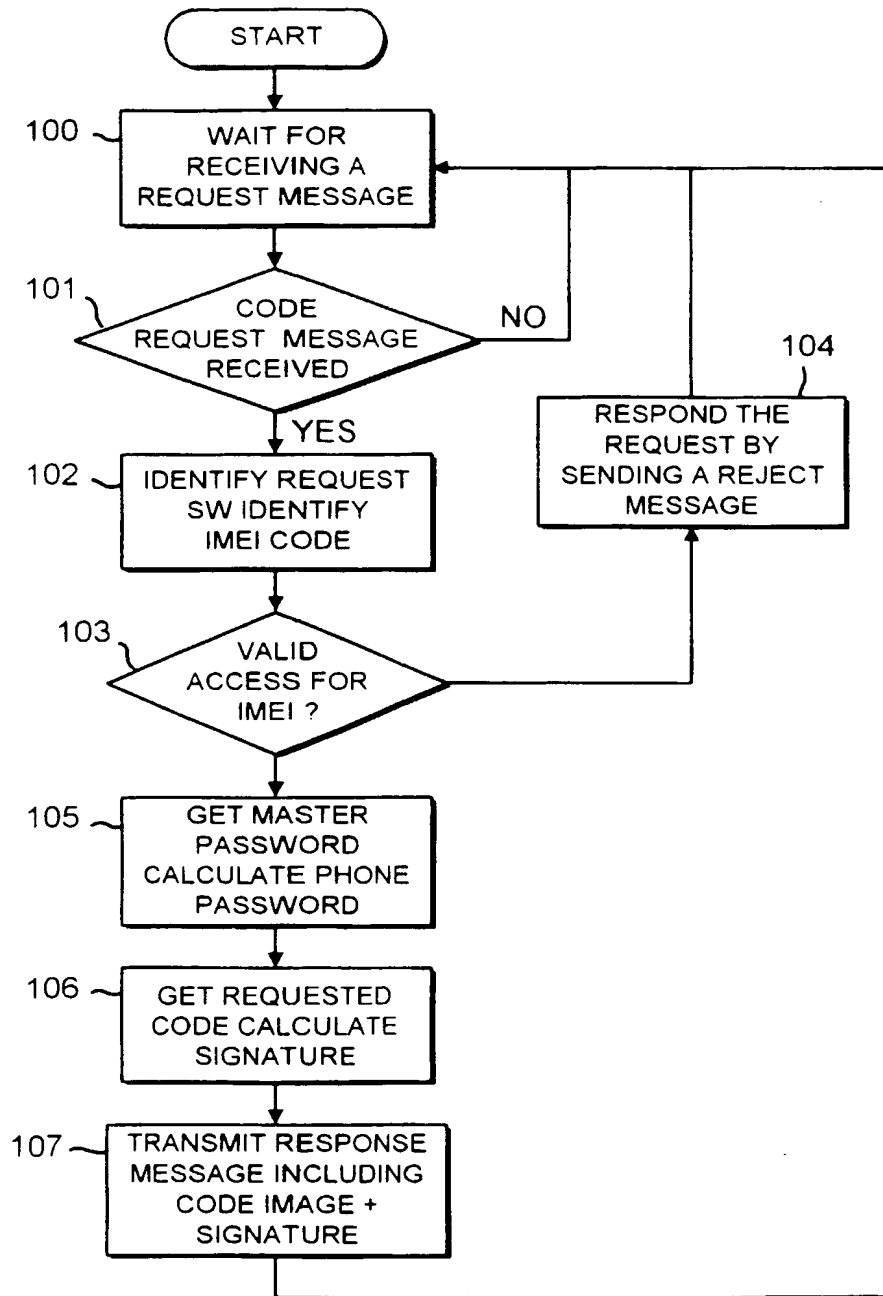 START
100
WAIT FOR
RECEIVING A
REQUEST MESSAGE
101
CODE
REQUEST MESSAGE
RECEIVED
NO
YES
104
RESPOND THE
REQUEST BY
SENDING A REJECT
MESSAGE
102
IDENTIFY REQUEST
SW IDENTIFY
IMEI CODE
103
VALID
ACCESS FOR
IMEI ?
105
GET MASTER
PASSWORD
CALCULATE PHONE
PASSWORD
106
GET REQUESTED
CODE CALCULATE
SIGNATURE
107
TRANSMIT RESPONSE
MESSAGE INCLUDING
CODE IMAGE +
SIGNATURE